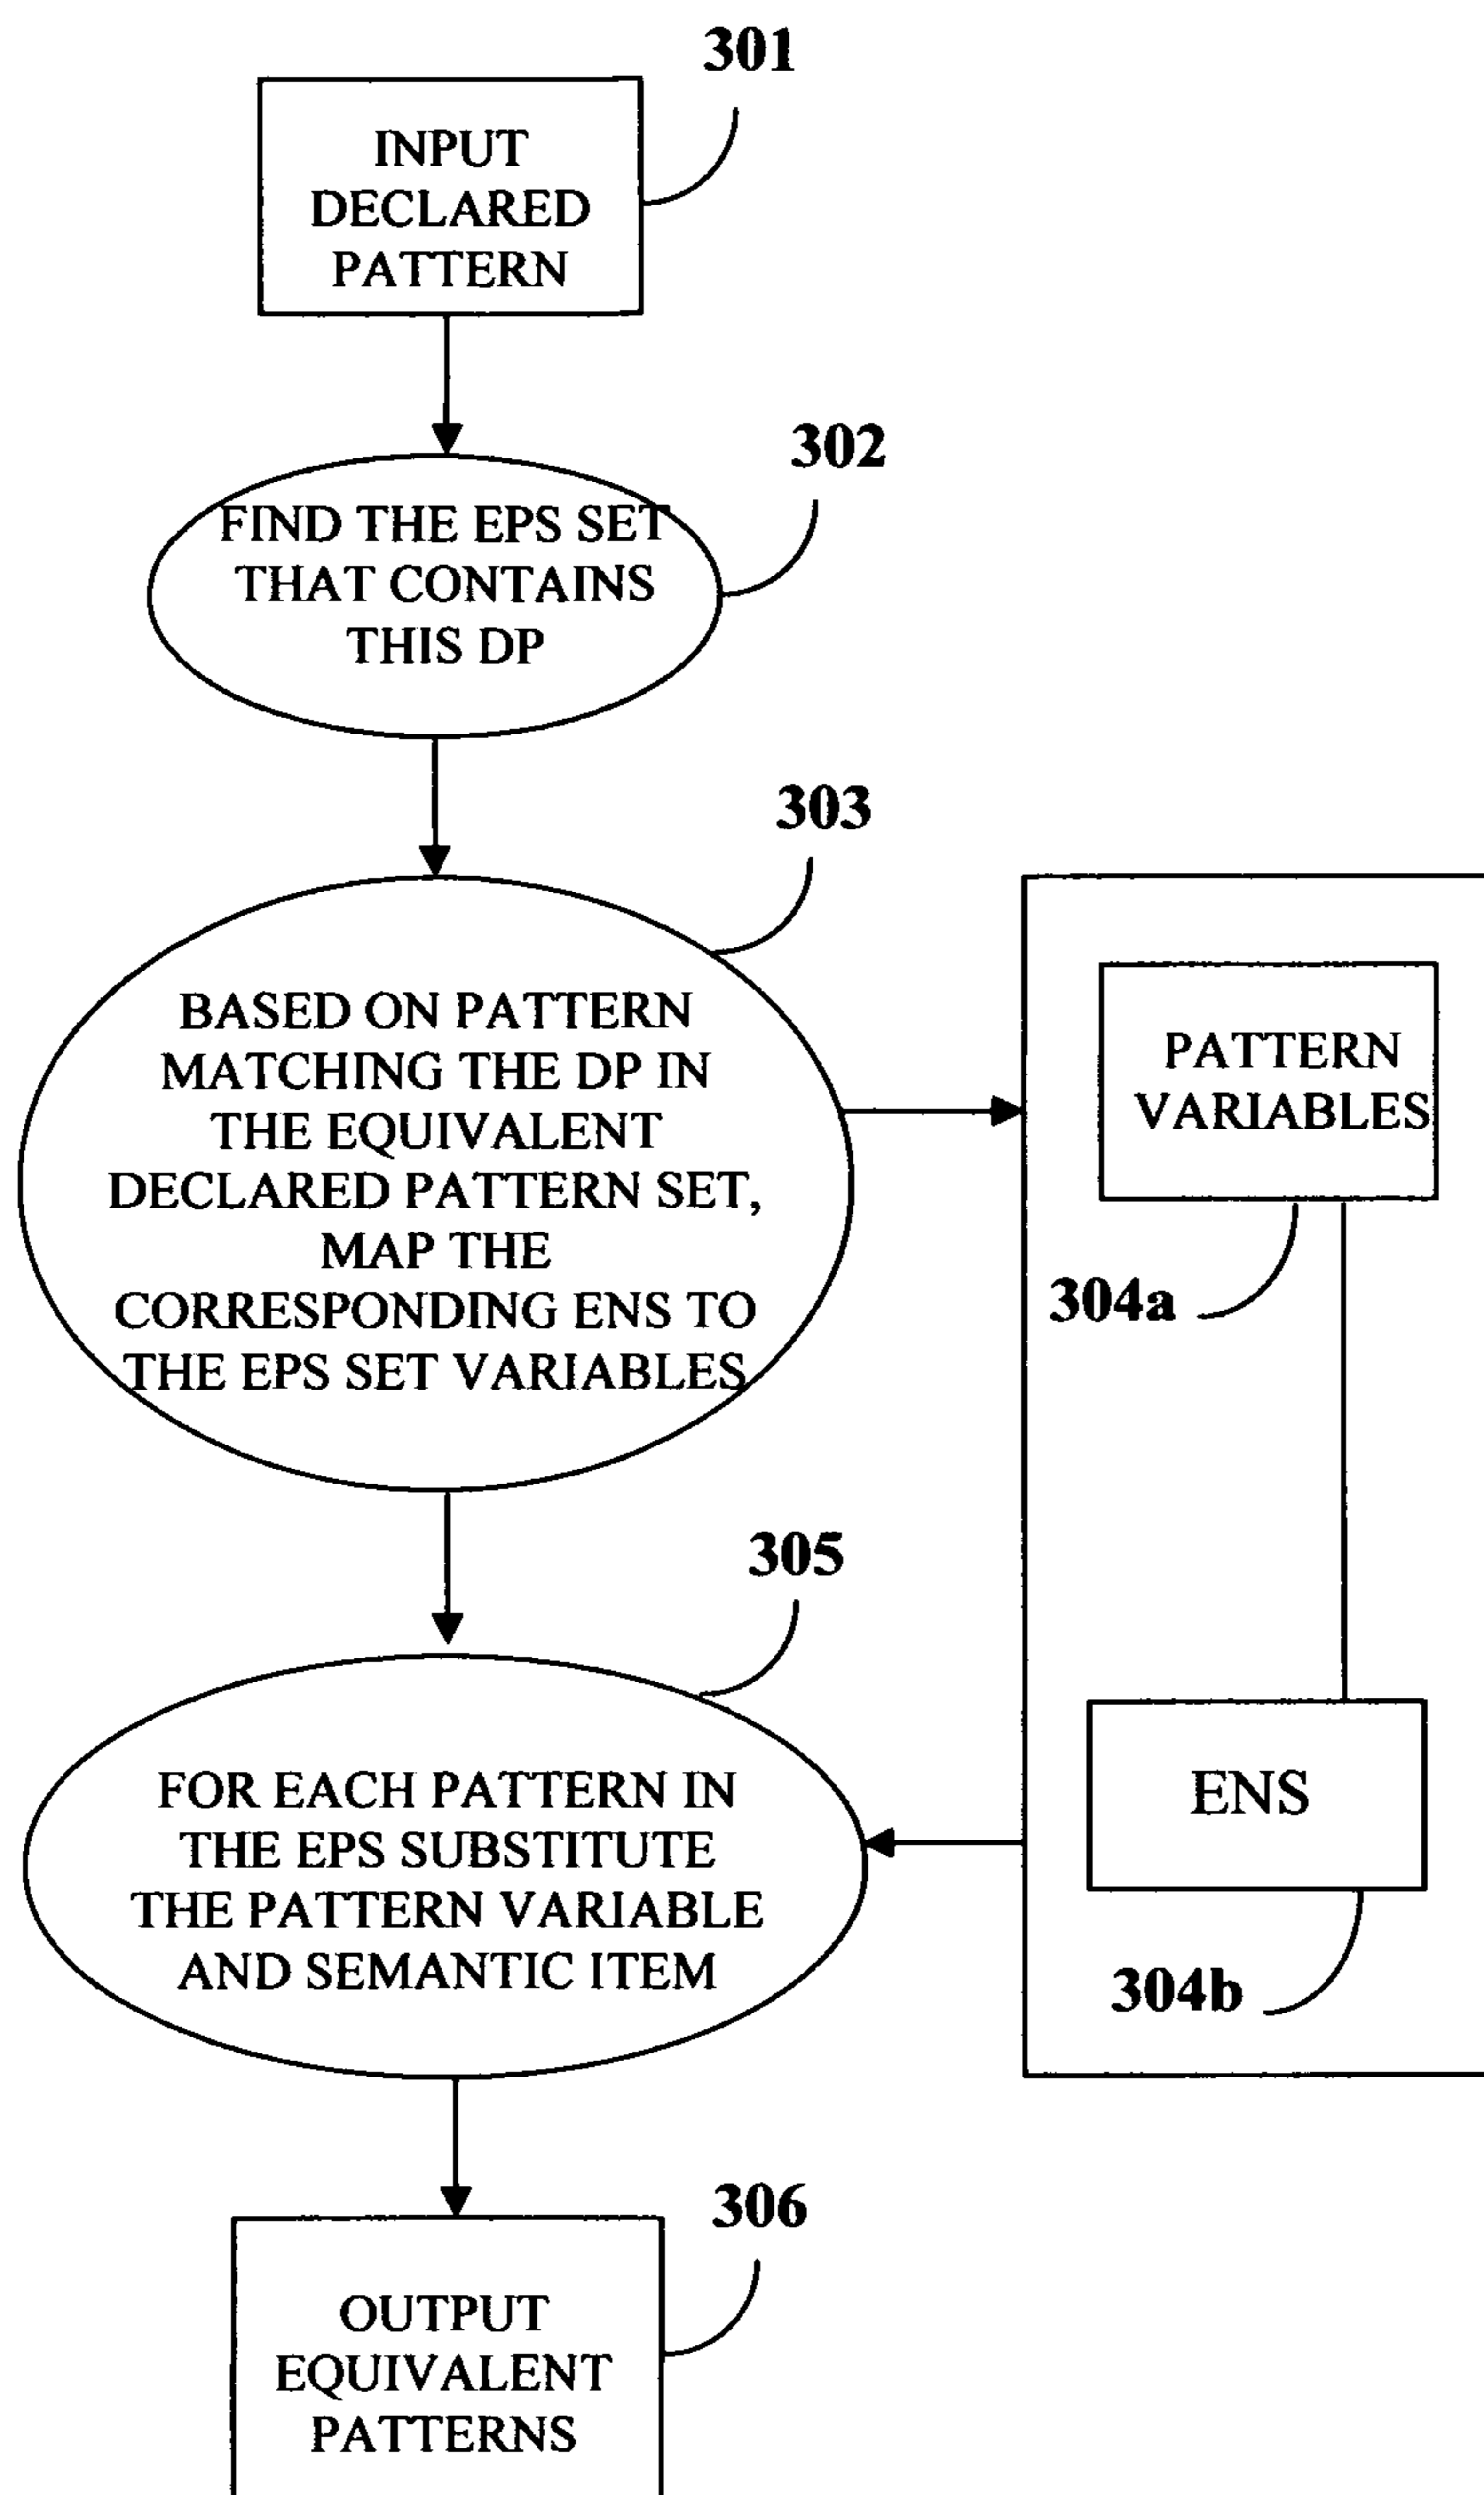 301
INPUT
DECLARED
PATTERN
302
FIND THE EPS SET
THAT CONTAINS
THIS DP
303
BASED ON PATTERN
MATCHING THE DP IN
THE EQUIVALENT
DECLARED PATTERN SET,
MAP THE
CORRESPONDING ENS TO
THE EPS SET VARIABLES
PATTERN
VARIABLES
304a
305
FOR EACH PATTERN IN
THE EPS SUBSTITUTE
THE PATTERN VARIABLE
AND SEMANTIC ITEM
ENS
304b
306
OUTPUT
EQUIVALENT
PATTERNS